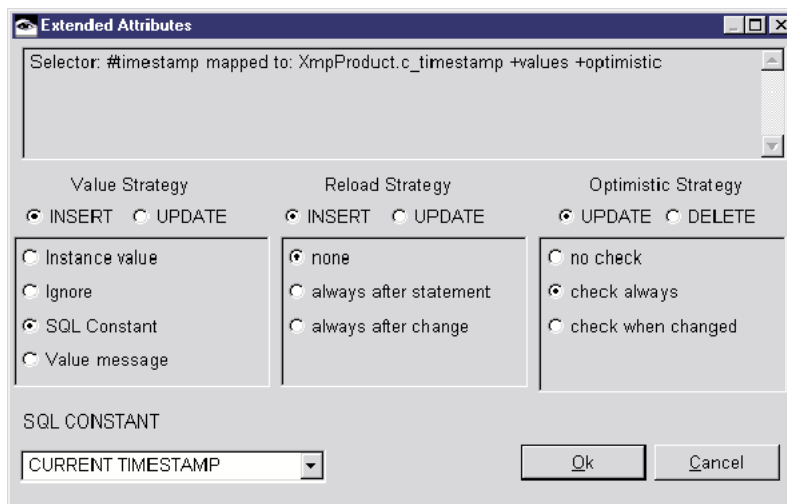 Extended Attributes
Selector: #timestamp mapped to: XmpProduct.c_timestamp +values +optimistic
Value Strategy Reload Strategy Optimistic Strategy
INSERT UPDATE INSERT UPDATE UPDATE DELETE
Instance value none no check
Ignore always after statement check always
SQL Constant always after change check when changed
Value message
SQL CONSTANT
CURRENT TIMESTAMP Ok Cancel